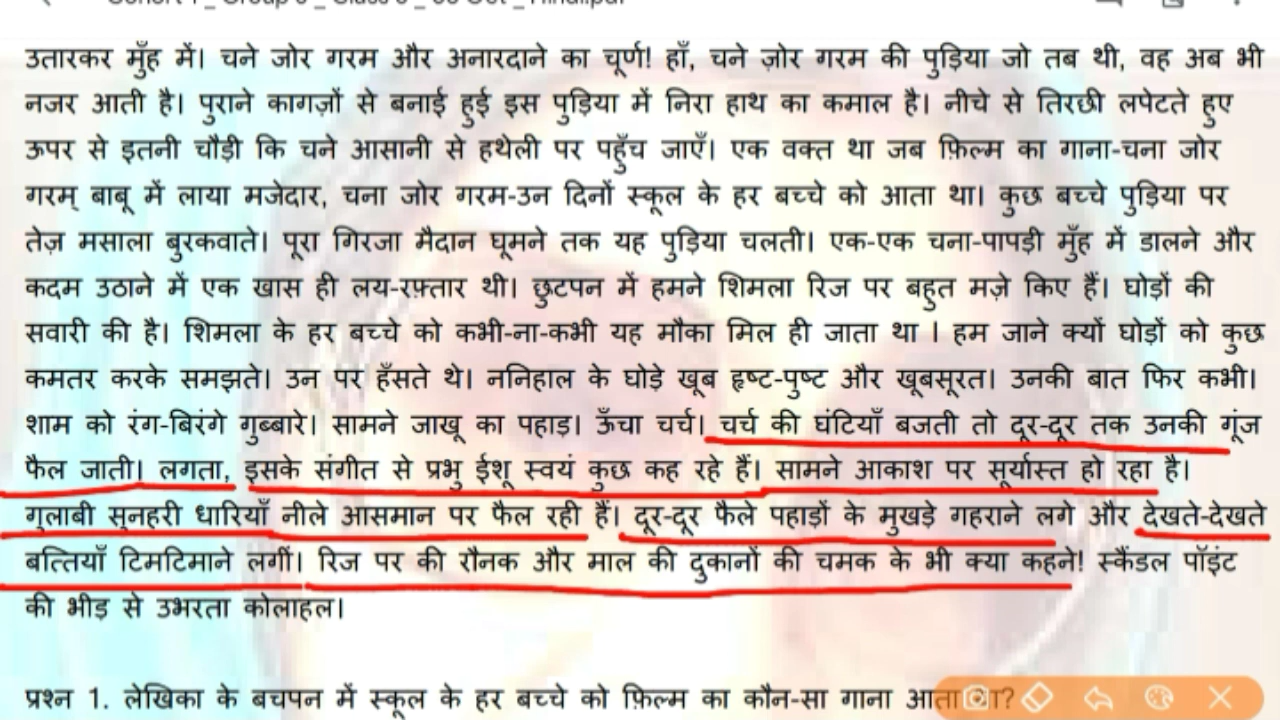 उतारकर मुँह में। चने जोर गरम और अनारदाने का चूर्ण! हाँ, चने ज़ोर गरम की पुड़िया जो तब थी, वह अब भी
नजर आती है। पुराने कागज़ों से बनाई हुई इस पुड़िया में निरा हाथ का कमाल है। नीचे से तिरछी लपेटते हुए
ऊपर से इतनी चौड़ी कि चने आसानी से हथेली पर पहुँच जाएँ। एक वक्त था जब फ़िल्म का गाना-चना जोर
गरम् बाबू में लाया मजेदार, चना जोर गरम-उन दिनों स्कूल के हर बच्चे को आता था। कुछ बच्चे पुड़िया पर
तेज़ मसाला बुरकवाते। पूरा गिरजा मैदान घूमने तक यह पुड़िया चलती। एक-एक चना-पापड़ी मुँह में डालने और
कदम उठाने में एक खास ही लय-रफ़्तार थी। छुटपन में हमने शिमला रिज पर बहुत मज़े किए हैं। घोड़ों की
सवारी की है। शिमला के हर बच्चे को कभी-ना-कभी यह मौका मिल ही जाता था । हम जाने क्यों घोड़ों को कुछ
कमतर करके समझते। उन पर हँसते थे। ननिहाल के घोड़े खूब हृष्ट-पुष्ट और खूबसूरत। उनकी बात फिर कभी।
शाम को रंग-बिरंगे गुब्बारे। सामने जाखू का पहाड़। ऊँचा चर्च। चर्च की घंटियाँ बजती तो दूर-दूर तक उनकी गूंज
फैल जाती। लगता, इसके संगीत से प्रभु ईशू स्वयं कुछ कह रहे हैं। सामने आकाश पर सूर्यास्त हो रहा है।
गुलाबी सुनहरी धारियाँ नीले आसमान पर फैल रही हैं। दूर-दूर फैले पहाड़ों के मुखड़े गहराने लगे और देखते-देखते
बत्तियाँ टिमटिमाने लगीं। रिज पर की रौनक और माल की दुकानों की चमक के भी क्या कहने! स्कैंडल पॉइंट
की भीड़ से उभरता कोलाहल।
प्रश्न 1. लेखिका के बचपन में स्कूल के हर बच्चे को फ़िल्म का कौन-सा गाना आता था?